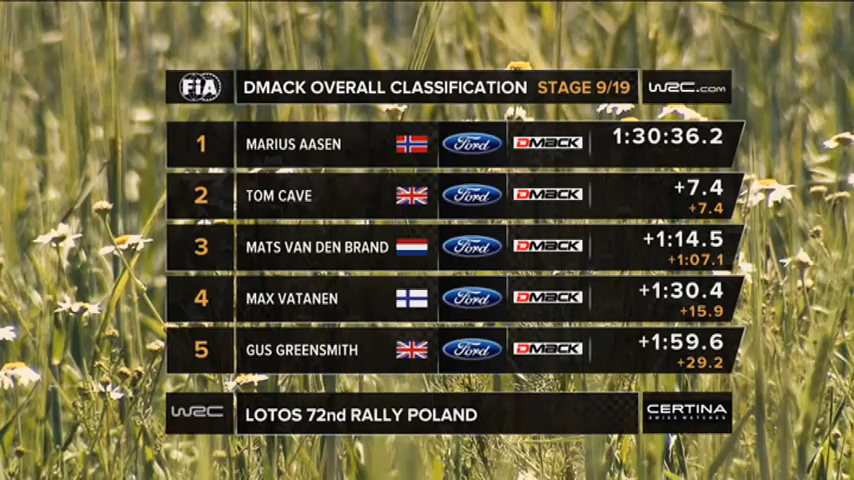 FIA DMACK OVERALL CLASSIFICATION STAGE 9/19 WRC.COM
1 MARIUS AASEN Ford DMACK 1:30:36.2
2 TOM CAVE Ford DMACK +7.4
+7.4
3 MATS VAN DEN BRAND Ford DMACK +1:14.5
+1:07.1
4 MAX VATANEN Ford DMACK +1:30.4
+15.9
5 GUS GREENSMITH Ford DMACK +1:59.6
+29.2
WRC LOTOS 72nd RALLY POLAND CERTINA
SWISS WATCHES